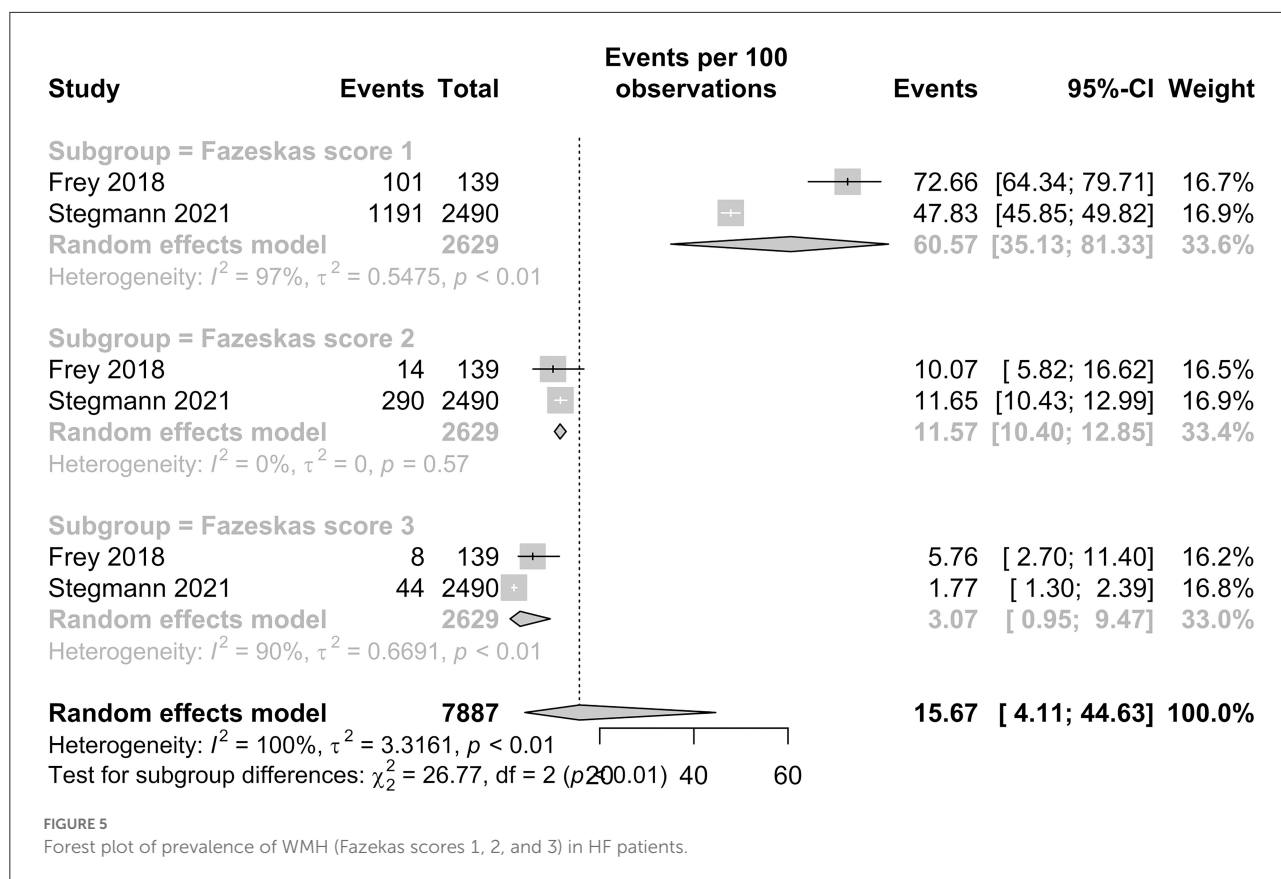 Events per 100
Study Events Total observations Events 95%-CI Weight
Subgroup = Fazeskas score 1
Frey 2018 101 139 72.66 [64.34; 79.71] 16.7%
Stegmann 2021 1191 2490 47.83 [45.85; 49.82] 16.9%
Random effects model 2629 60.57 [35.13; 81.33] 33.6%
Heterogeneity: I² = 97%, τ² = 0.5475, p < 0.01
Subgroup = Fazeskas score 2
Frey 2018 14 139 10.07 [ 5.82; 16.62] 16.5%
Stegmann 2021 290 2490 11.65 [10.43; 12.99] 16.9%
Random effects model 2629 11.57 [10.40; 12.85] 33.4%
Heterogeneity: I² = 0%, τ² = 0, p = 0.57
Subgroup = Fazeskas score 3
Frey 2018 8 139 5.76 [ 2.70; 11.40] 16.2%
Stegmann 2021 44 2490 1.77 [ 1.30; 2.39] 16.8%
Random effects model 2629 3.07 [ 0.95; 9.47] 33.0%
Heterogeneity: I² = 90%, τ² = 0.6691, p < 0.01
Random effects model 7887 15.67 [ 4.11; 44.63] 100.0%
Heterogeneity: I² = 100%, τ² = 3.3161, p < 0.01
Test for subgroup differences: χ²₂ = 26.77, df = 2 (p < 0.01) 20 40 60
FIGURE 5
Forest plot of prevalence of WMH (Fazekas scores 1, 2, and 3) in HF patients.